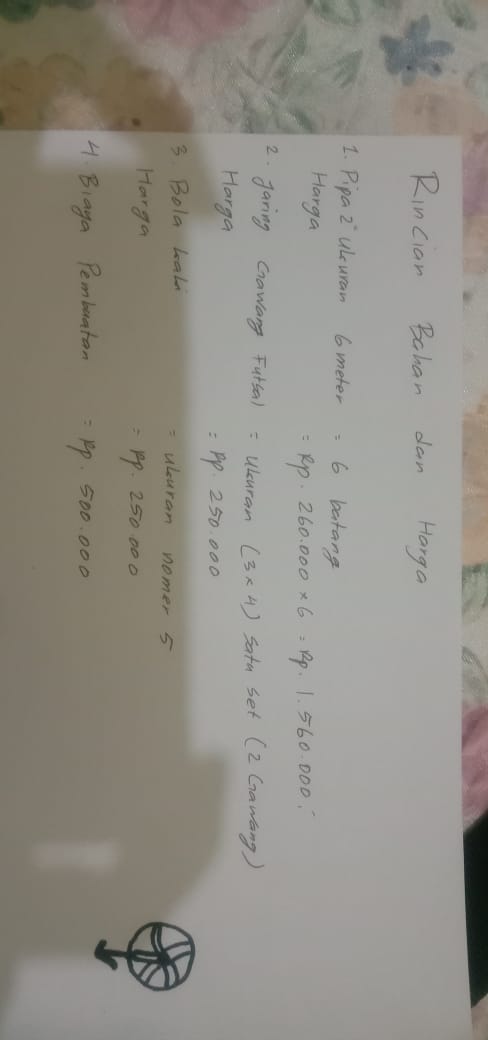 Rincian Bahan dan Harga
1. Pipa 2" Ukuran 6 meter = 6 batang
Harga = Rp. 260.000 × 6 = Rp. 1.560.000;
2. Jaring Gawang Futsal = Ukuran (3 × 4) Satu Set (2 Gawang)
Harga = Rp. 250.000
3. Bola kaki = ukuran nomer 5
Harga = Rp. 250.000
4. Biaya Pembuatan = Rp. 500.000